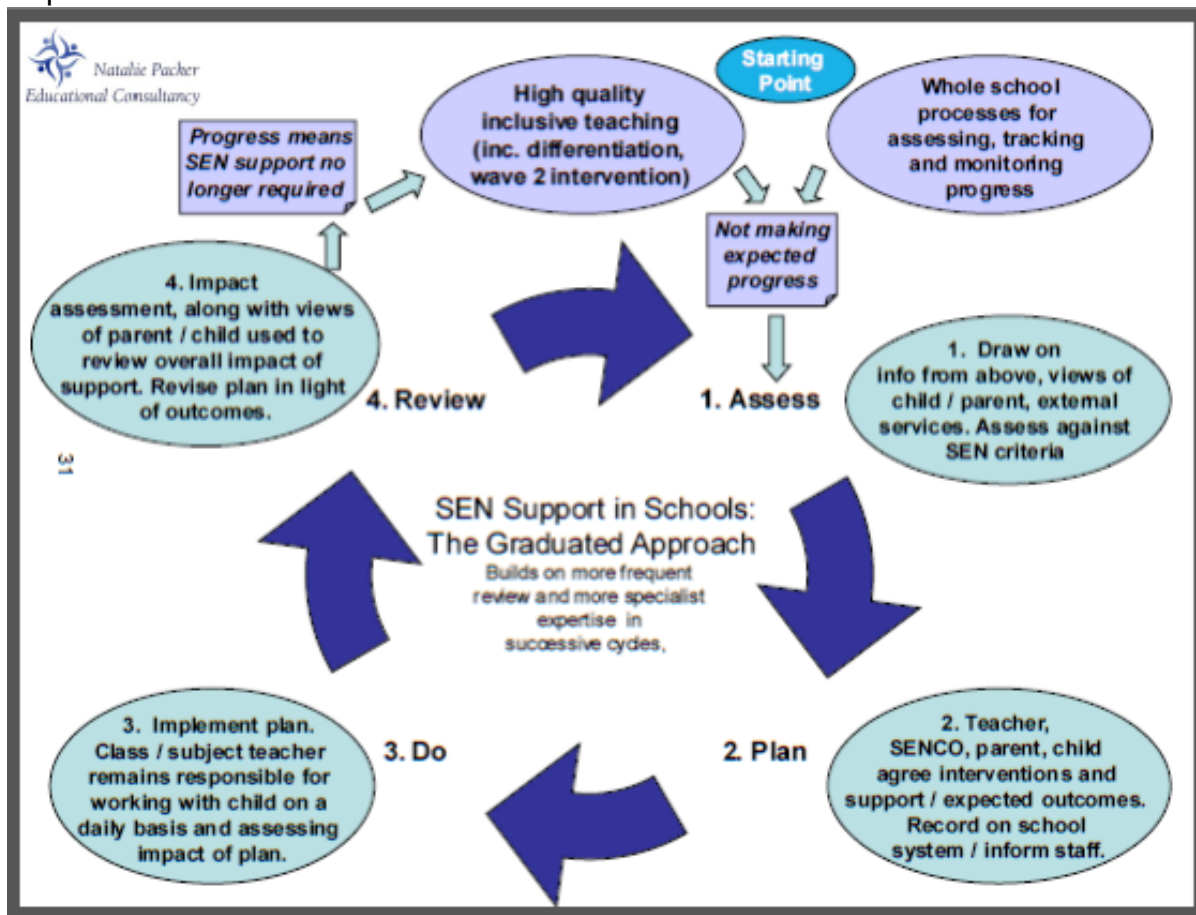 Natalie Packer
Educational Consultancy
Starting
Point
High quality
inclusive teaching
(inc. differentiation,
wave 2 intervention)
Whole school
processes for
assessing, tracking
and monitoring
progress
Progress means
SEN support no
longer required
Not making
expected
progress
4. Impact
assessment, along with views
of parent / child used to
review overall impact of
support. Revise plan in light
of outcomes.
4. Review
1. Assess
1. Draw on
info from above, views of
child / parent, external
services. Assess against
SEN criteria
31
SEN Support in Schools:
The Graduated Approach
Builds on more frequent
review and more specialist
expertise in
successive cycles,
3. Implement plan.
Class / subject teacher
remains responsible for
working with child on a
daily basis and assessing
impact of plan.
3. Do
2. Plan
2. Teacher,
SENCO, parent, child
agree interventions and
support / expected outcomes.
Record on school
system / inform staff.